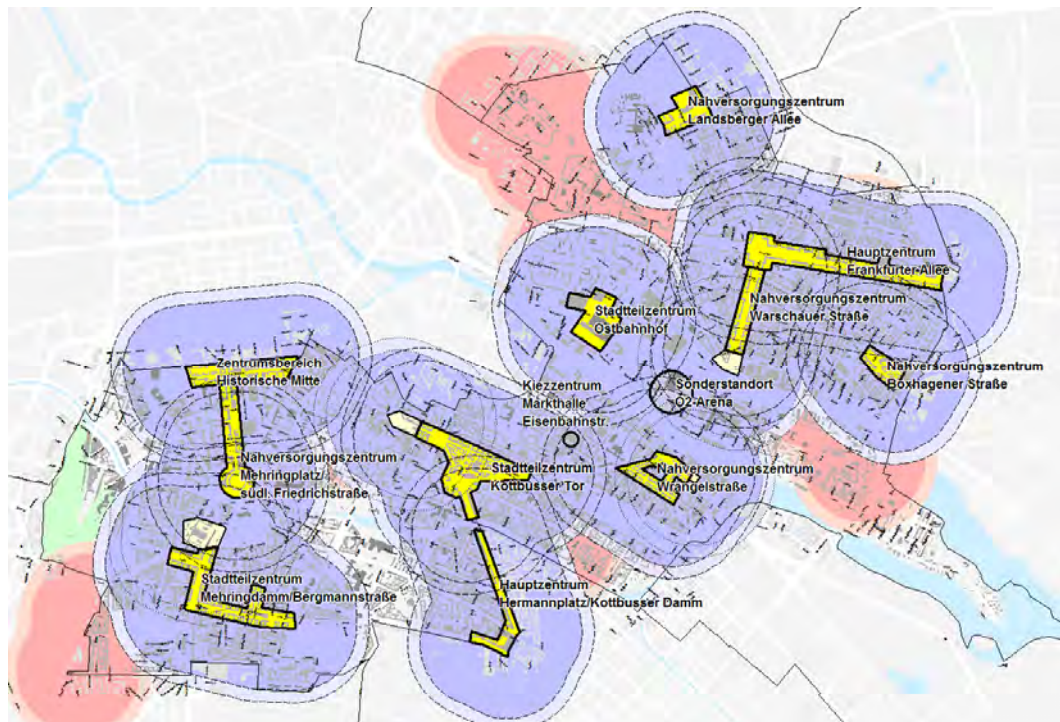 Nahversorgungszentrum
Landsberger Allee
Hauptzentrum
Frankfurter Allee
Nahversorgungszentrum
Warschauer Straße
Stadtteilzentrum
Ostbahnhof
Nahversorgungszentrum
Boxhagener Straße
Zentrumsbereich
Historische Mitte
Kiezzentrum
Markthalle
Eisenbahnstr.
Sonderstandort
O2-Arena
Nahversorgungszentrum
Mehringplatz/
südl. Friedrichstraße
Stadtteilzentrum
Kottbusser Tor
Nahversorgungszentrum
Wrangelstraße
Stadtteilzentrum
Mehringdamm/Bergmannstraße
Hauptzentrum
Hermannplatz/Kottbusser Damm